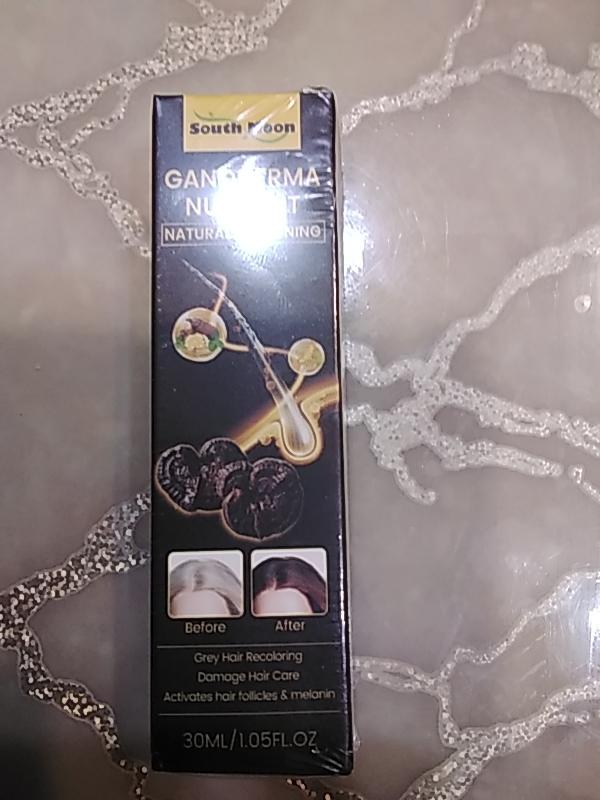 South Moon
GANODERMA
NATURAL
Before
After
Grey Hair Recoloring
Damage Hair Care
Activates hair follicles & melanin
30ML/1.05FL.OZ